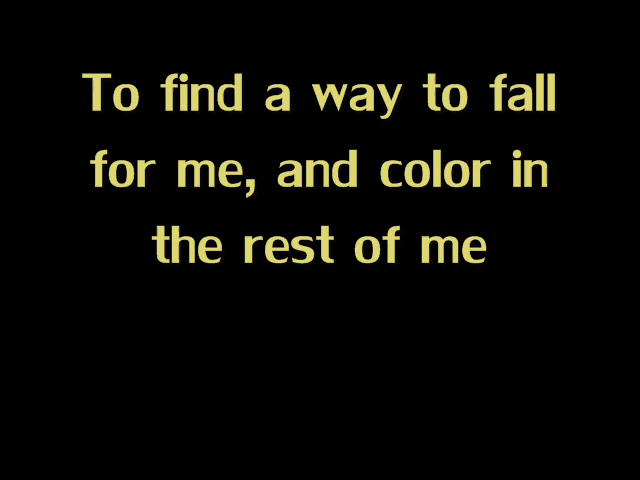 To find a way to fall
for me, and color in
the rest of me